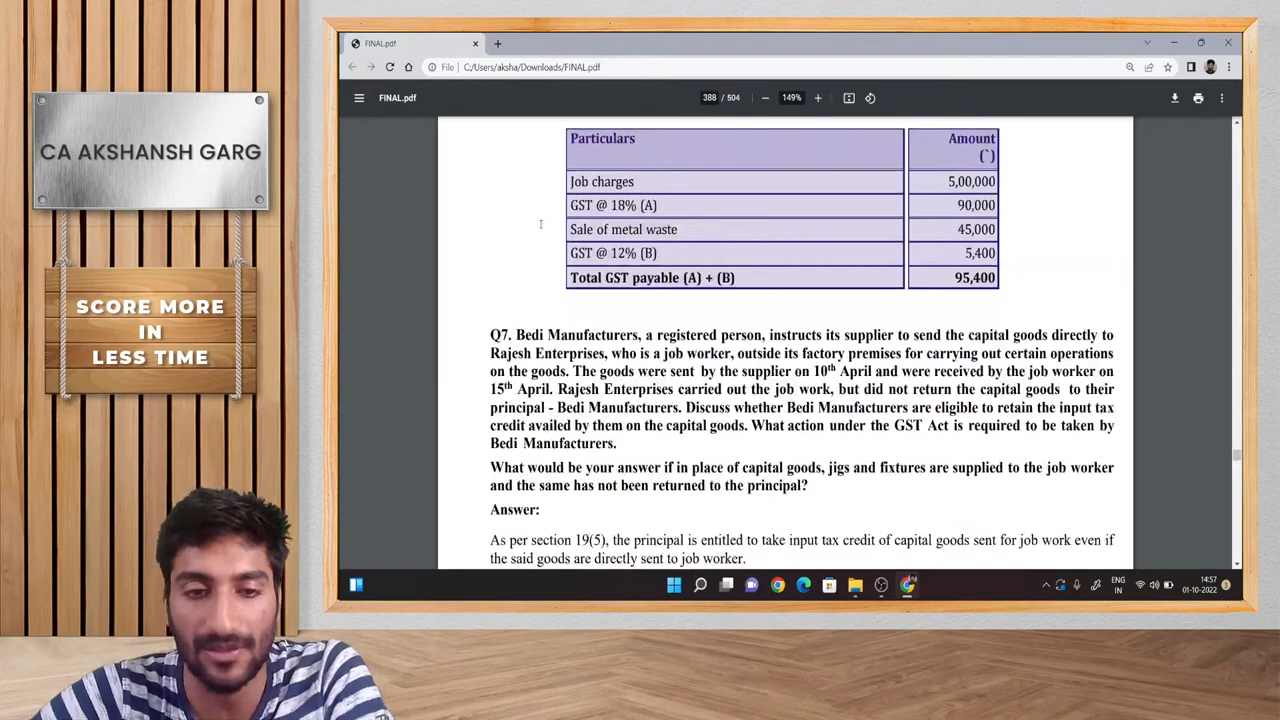 CA AKSHANSH GARG
SCORE MORE
IN
LESS TIME
FINAL.pdf
File
C:/Users/aksha/Downloads/FINAL.pdf
FINAL.pdf
388 / 504
149%
Particulars Amount
(`)
Job charges 5,00,000
GST @ 18% (A) 90,000
Sale of metal waste 45,000
GST @ 12% (B) 5,400
Total GST payable (A) + (B) 95,400
Q7. Bedi Manufacturers, a registered person, instructs its supplier to send the capital goods directly to
Rajesh Enterprises, who is a job worker, outside its factory premises for carrying out certain operations
on the goods. The goods were sent by the supplier on 10th April and were received by the job worker on
15th April. Rajesh Enterprises carried out the job work, but did not return the capital goods to their
principal - Bedi Manufacturers. Discuss whether Bedi Manufacturers are eligible to retain the input tax
credit availed by them on the capital goods. What action under the GST Act is required to be taken by
Bedi Manufacturers.
What would be your answer if in place of capital goods, jigs and fixtures are supplied to the job worker
and the same has not been returned to the principal?
Answer:
As per section 19(5), the principal is entitled to take input tax credit of capital goods sent for job work even if
the said goods are directly sent to job worker.
ENG
IN
14:57
01-10-2022